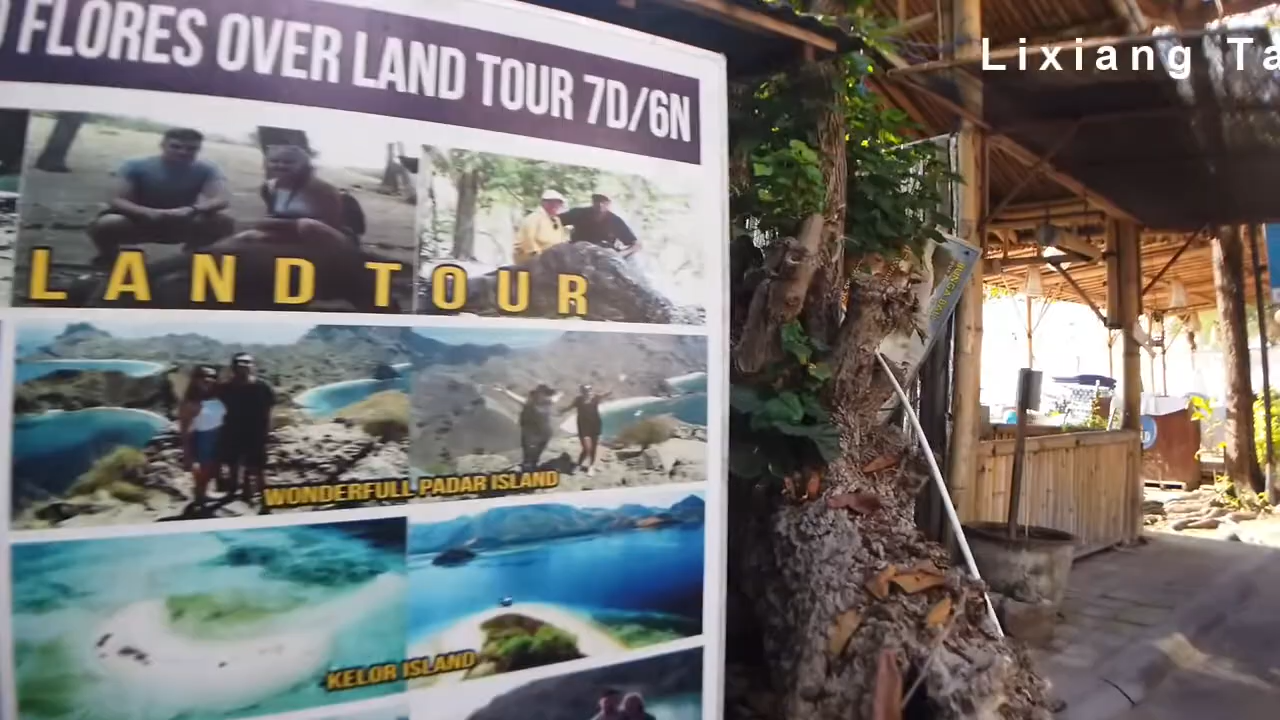 FLORES OVER LAND TOUR 7D/6N
Lixiang Ta
LAND TOUR
WONDERFULL PADAR ISLAND
KELOR ISLAND